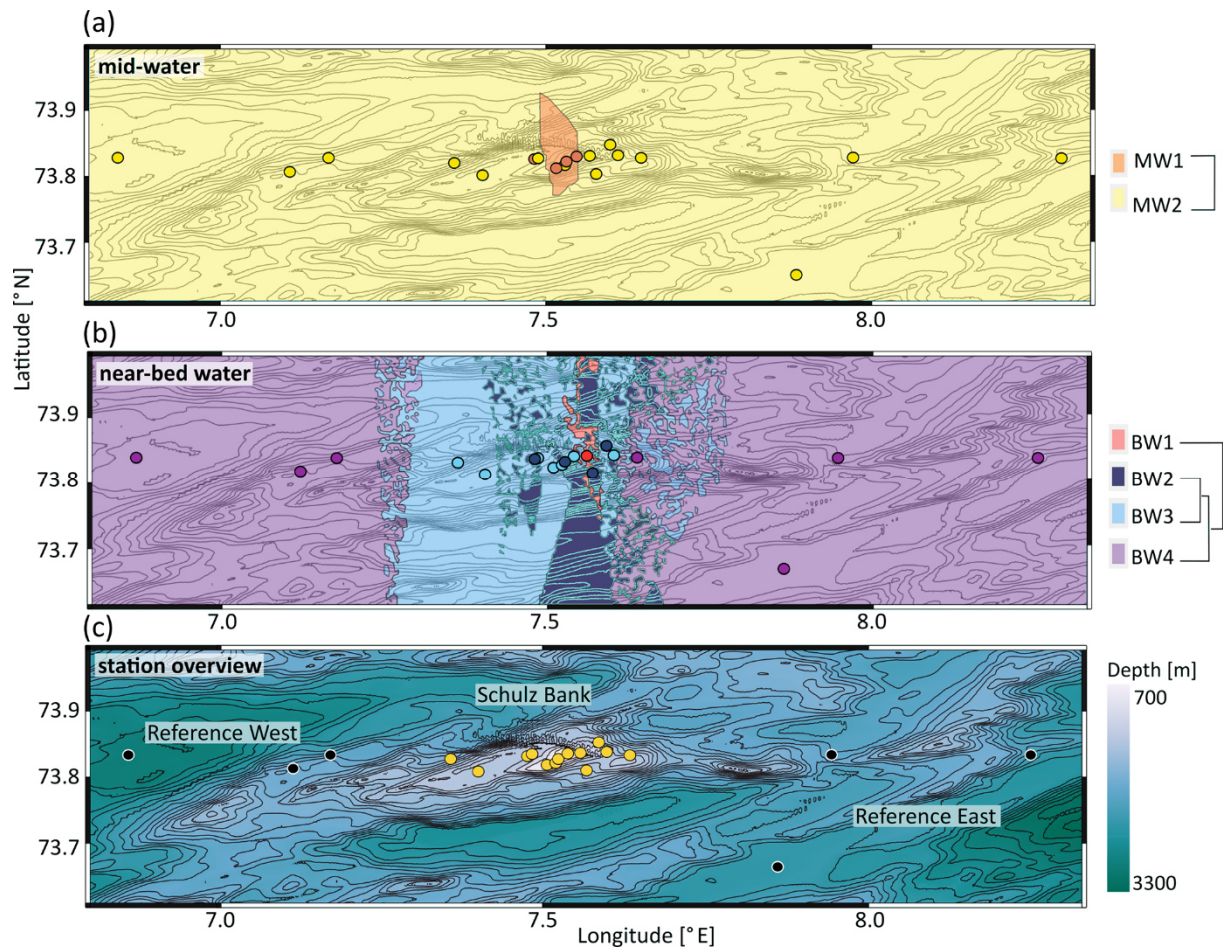 (a)
mid-water
73.9
73.8
73.7
7.0 7.5 8.0
MW1
MW2
(b)
near-bed water
Latitude [° N]
73.9
73.8
73.7
7.0 7.5 8.0
BW1
BW2
BW3
BW4
(c)
station overview
Schulz Bank
Reference West
Reference East
73.9
73.8
73.7
7.0 7.5 8.0
Longitude [° E]
Depth [m]
700
3300